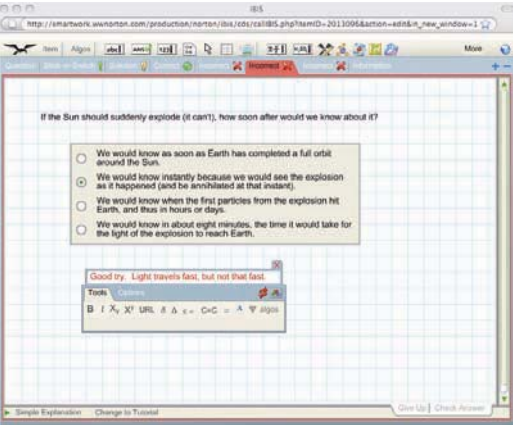 IBIS
http://smartwork.wwnorton.com/production/norton/ibis/cds/callIBIS.php?itemID=2013096&action=edit&in_new_window=1
Item Algos More
Question Correct Incorrect Incorrect Incorrect Information
If the Sun should suddenly explode (it can't), how soon after would we know about it?
We would know as soon as Earth has completed a full orbit
around the Sun.
We would know instantly because we would see the explosion
as it happened (and be annihilated at that instant).
We would know when the first particles from the explosion hit
Earth, and thus in hours or days.
We would know in about eight minutes, the time it would take for
the light of the explosion to reach Earth.
Good try. Light travels fast, but not that fast.
Tools Options
B I URL algos
Simple Explanation Change to Tutorial Give Up Check Answer